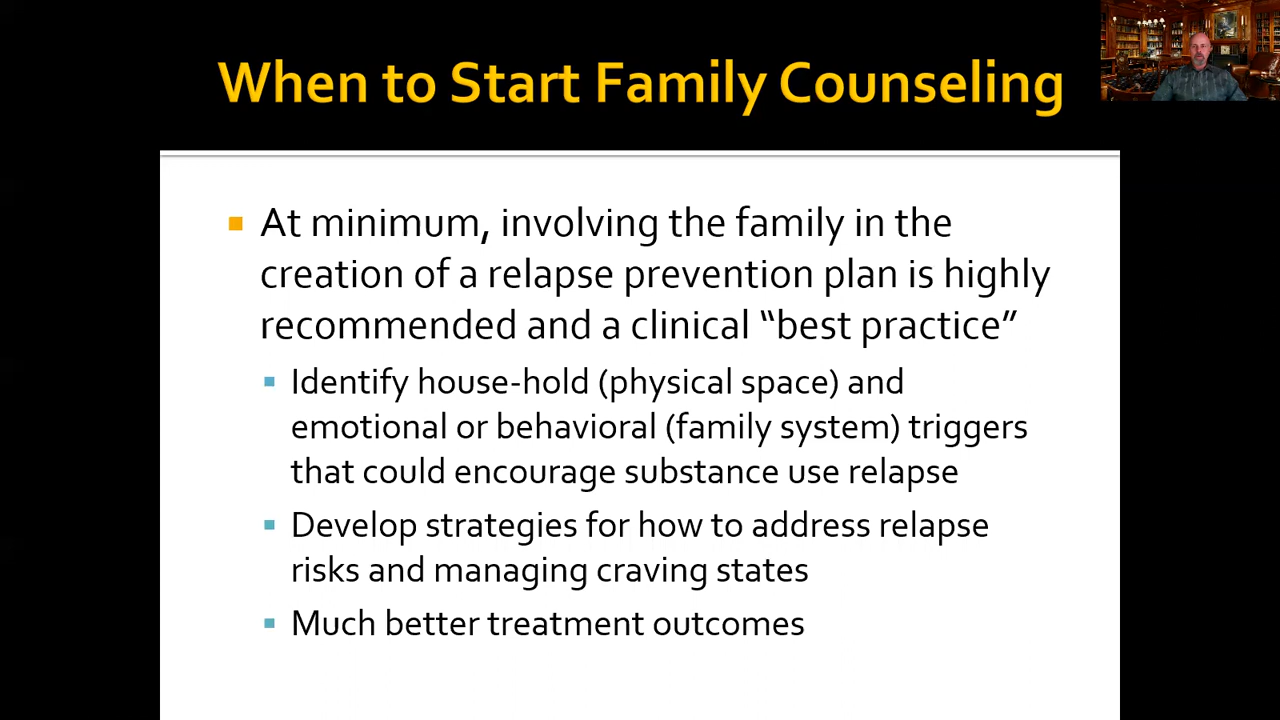 When to Start Family Counseling
At minimum, involving the family in the
creation of a relapse prevention plan is highly
recommended and a clinical “best practice”
Identify house-hold (physical space) and
emotional or behavioral (family system) triggers
that could encourage substance use relapse
Develop strategies for how to address relapse
risks and managing craving states
Much better treatment outcomes